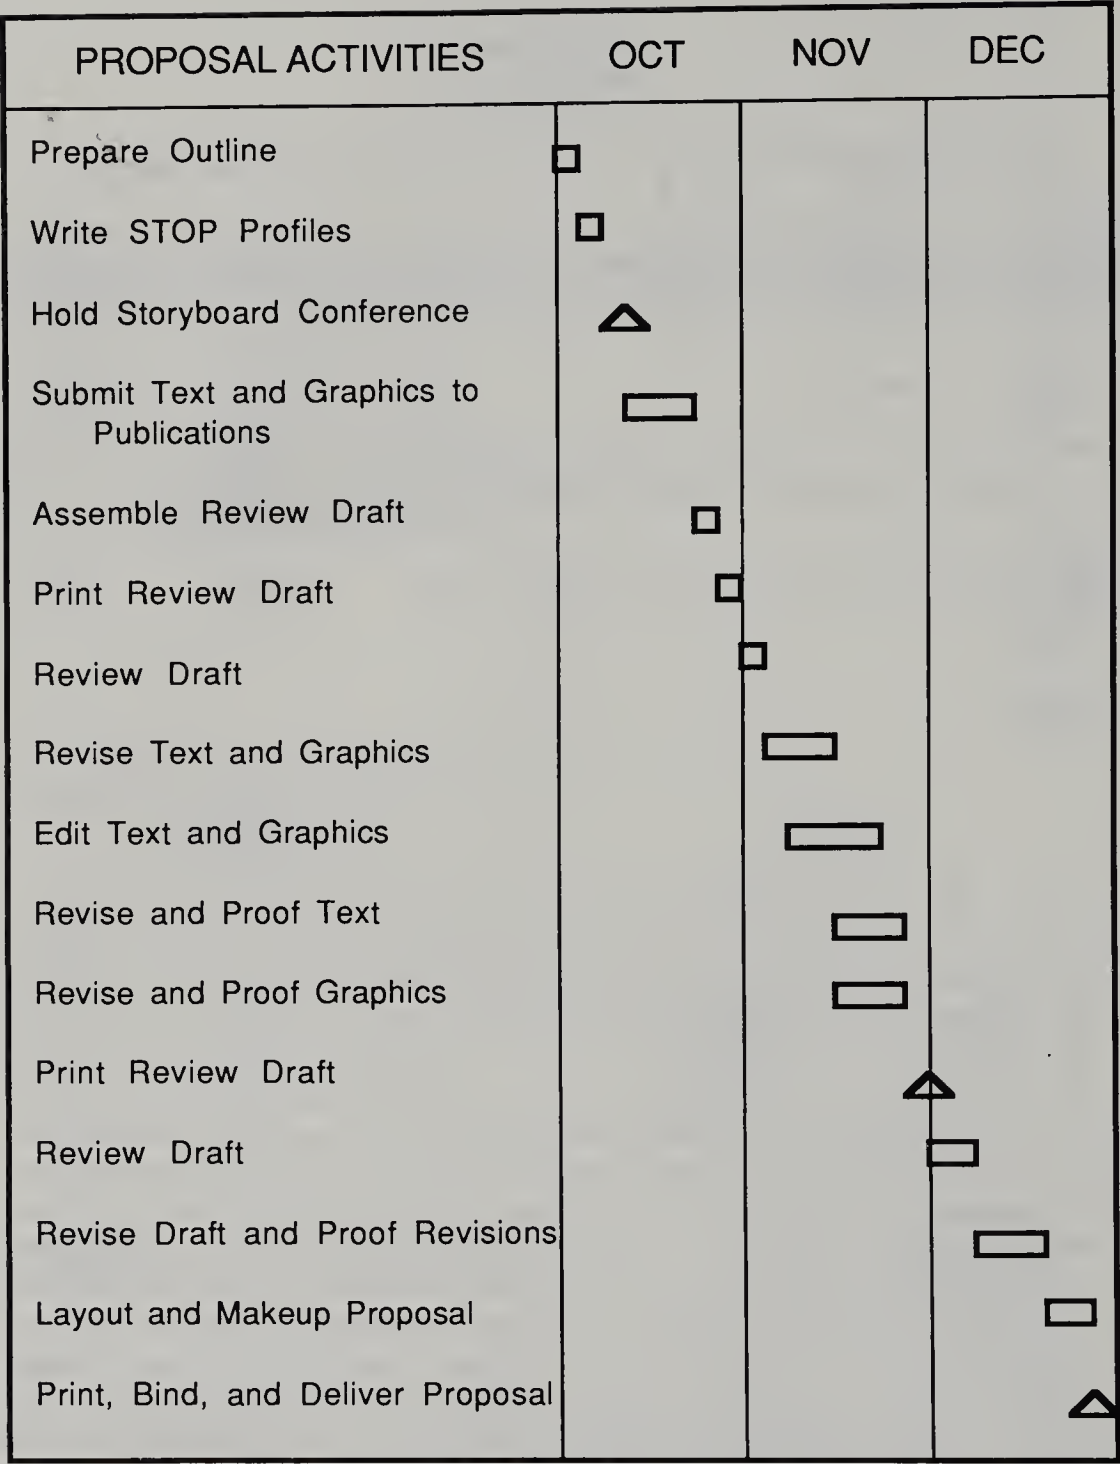 PROPOSAL ACTIVITIES OCT NOV DEC
Prepare Outline
Write STOP Profiles
Hold Storyboard Conference
Submit Text and Graphics to
Publications
Assemble Review Draft
Print Review Draft
Review Draft
Revise Text and Graphics
Edit Text and Graphics
Revise and Proof Text
Revise and Proof Graphics
Print Review Draft
Review Draft
Revise Draft and Proof Revisions
Layout and Makeup Proposal
Print, Bind, and Deliver Proposal